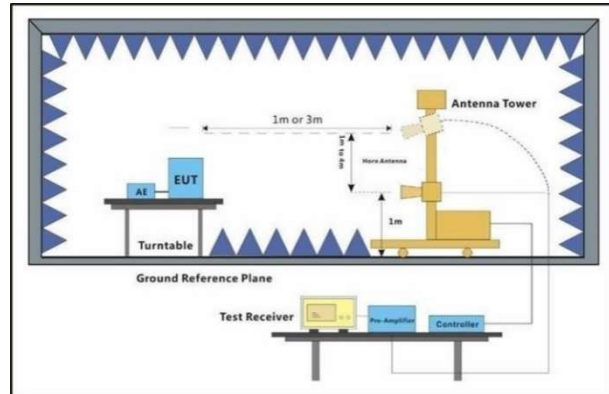 1m or 3m
Antenna Tower
1m to 4m
Horn Antenna
EUT
AE
1m
Turntable
Ground Reference Plane
Test Receiver
Pre-Amplifier
Controller